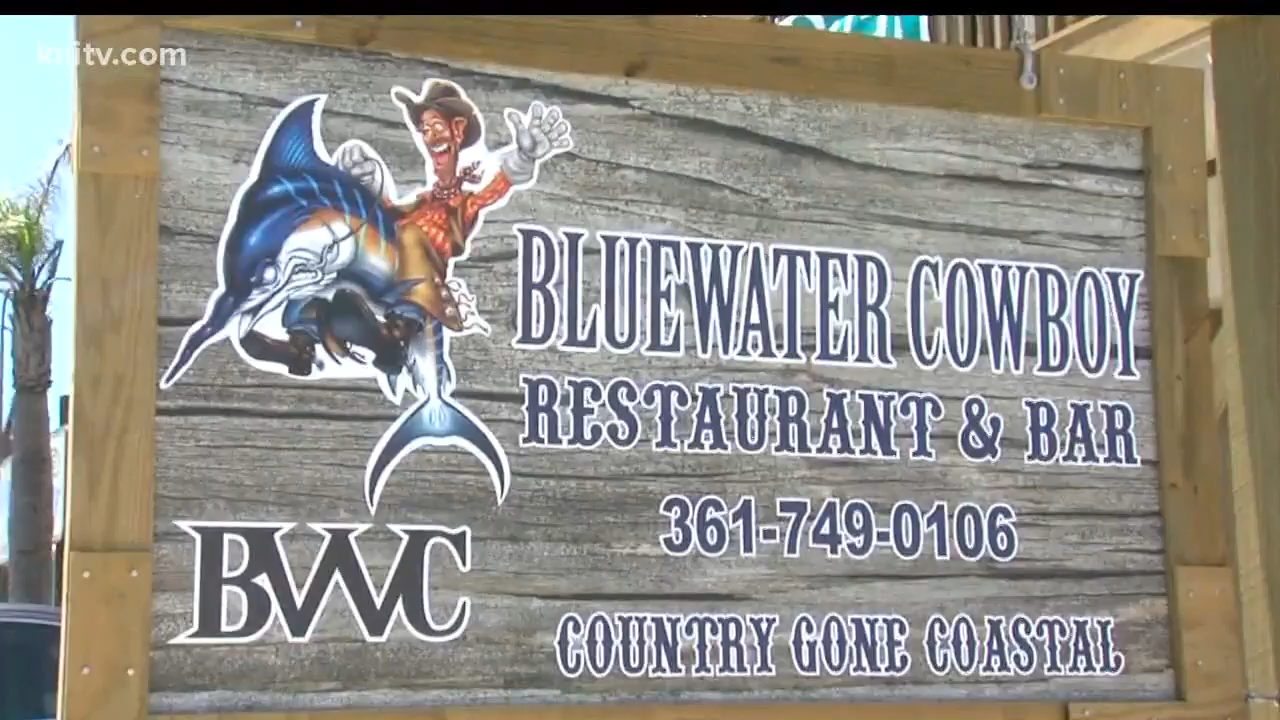 kiiitv.com
BLUEWATER COWBOY
RESTAURANT & BAR
361-749-0106
BWC
COUNTRY GONE COASTAL